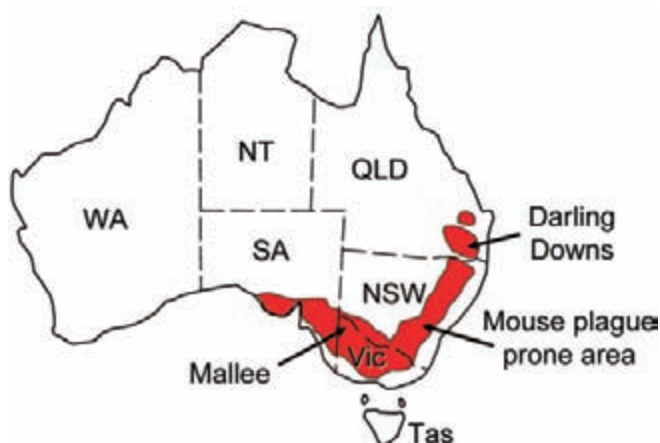 NT
QLD
WA
Darling
Downs
SA
NSW
Mouse plague
prone area
Vic
Mallee
Tas